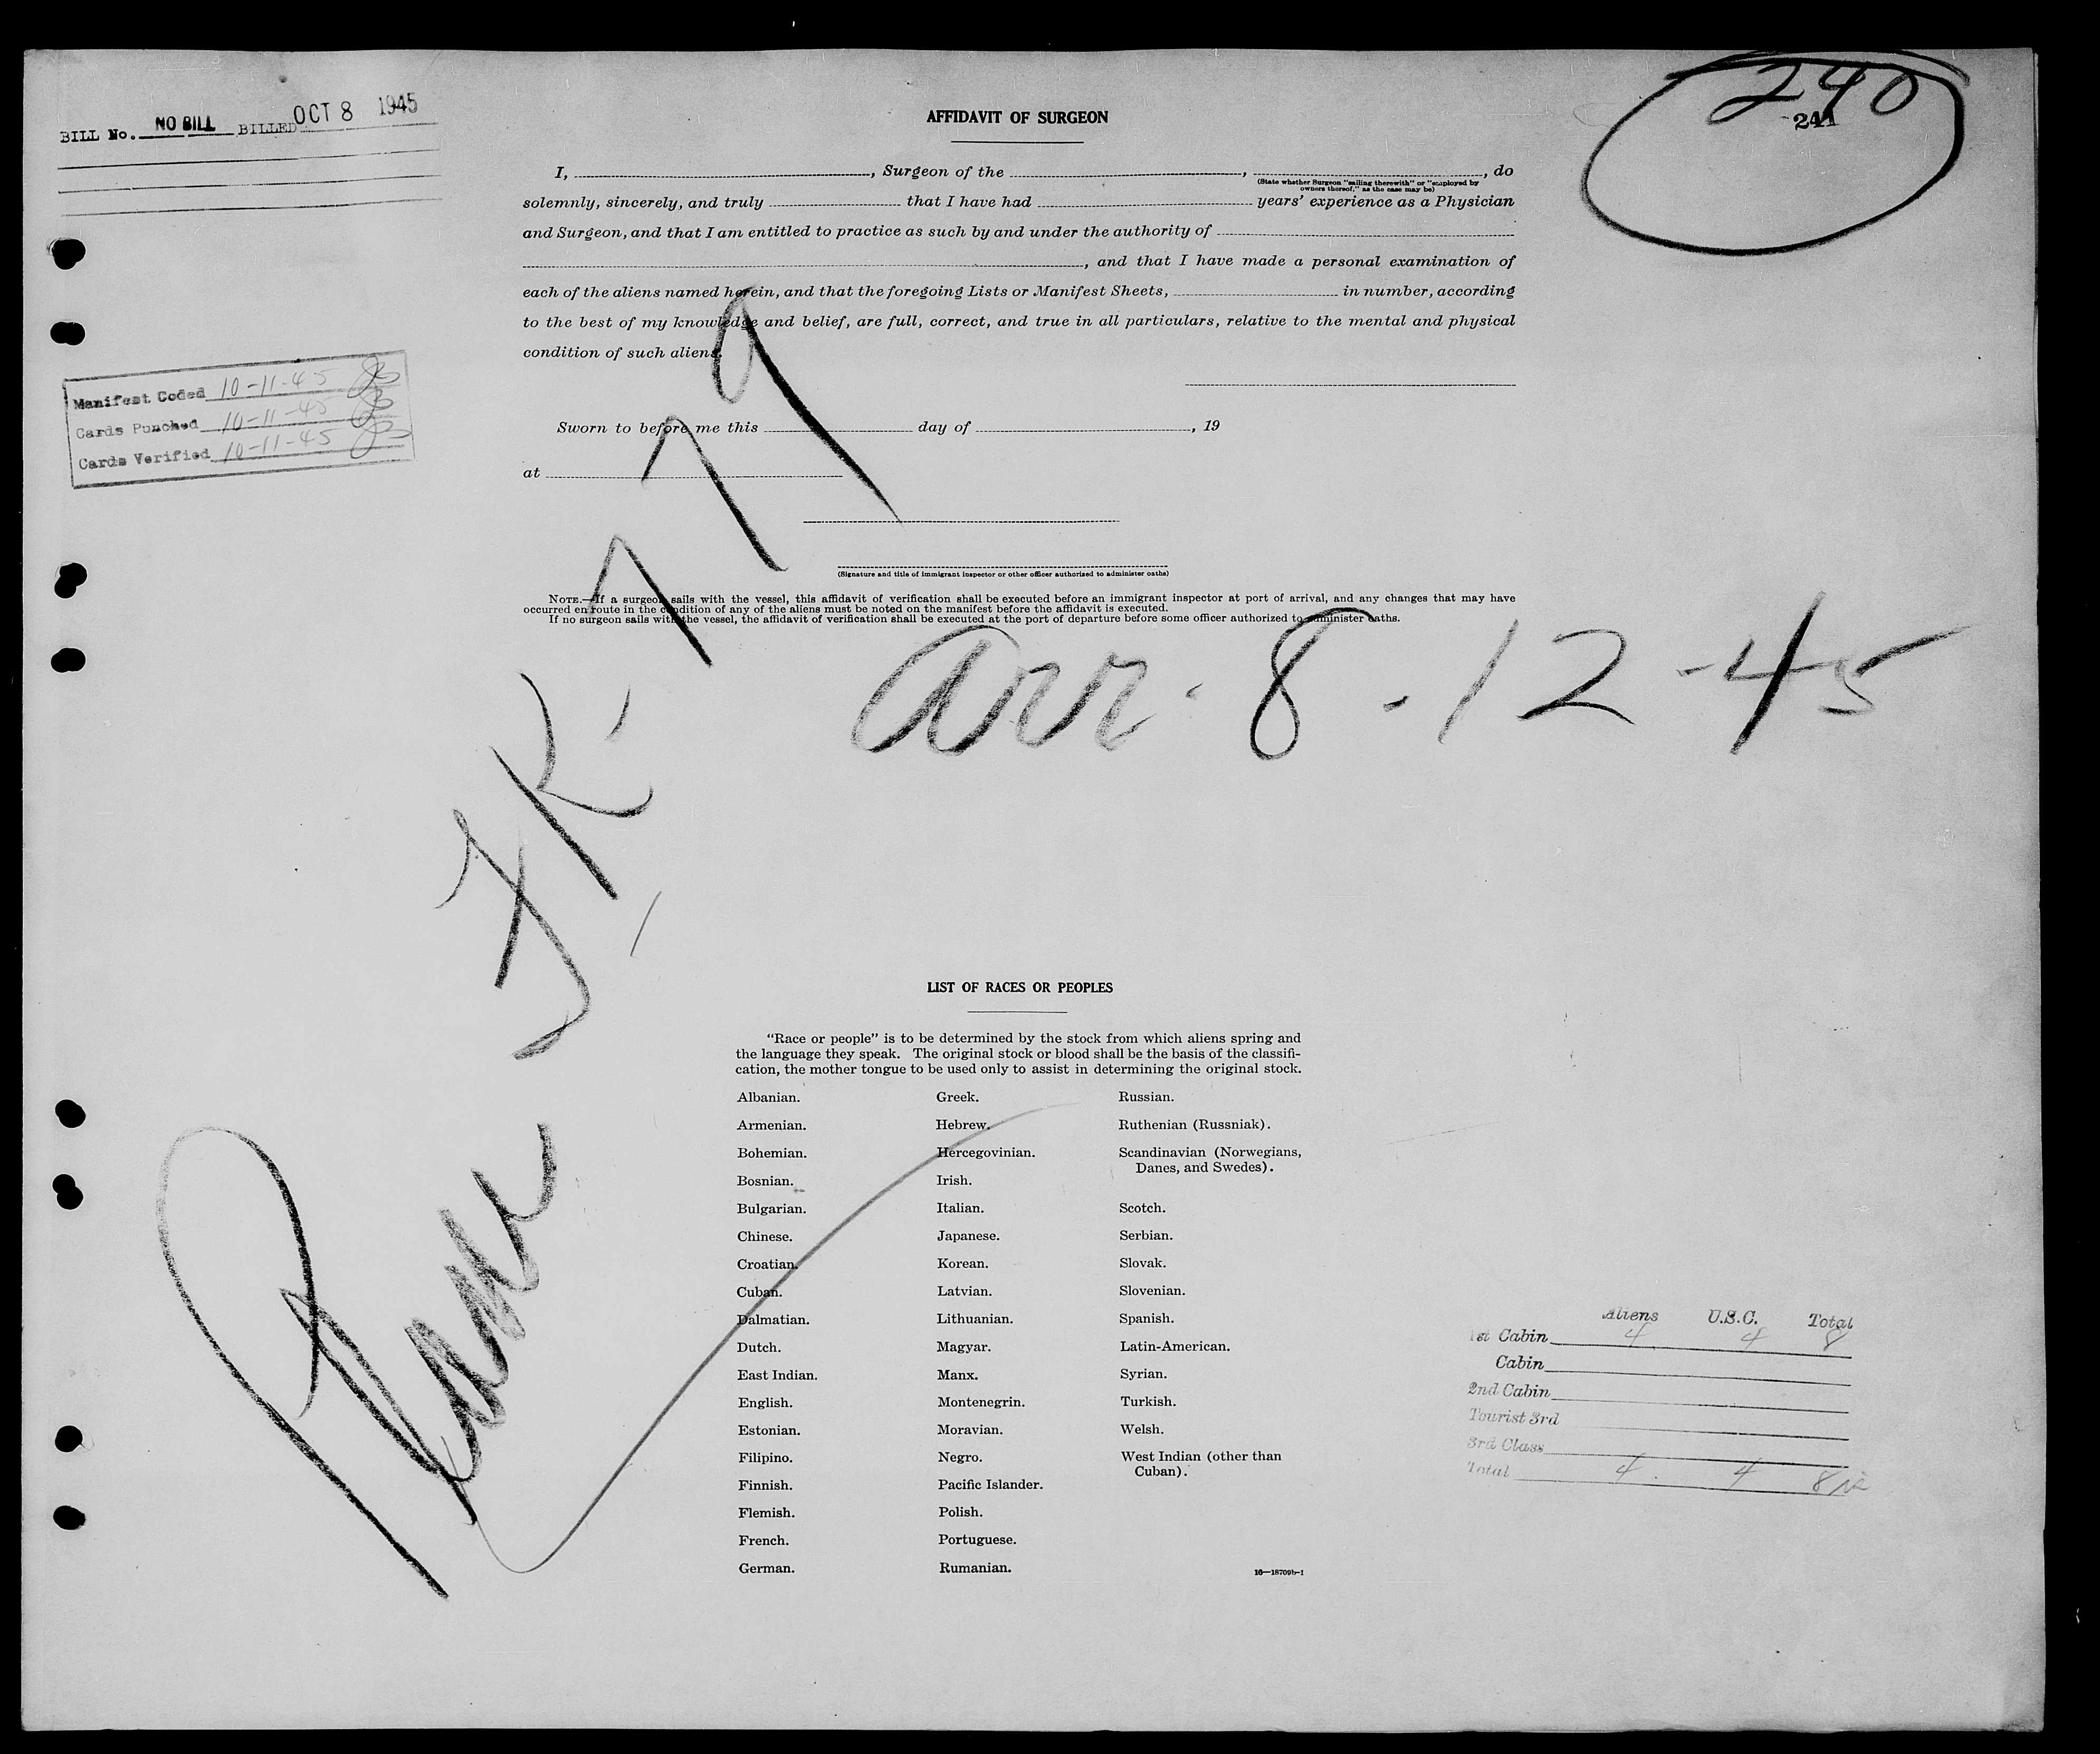 BILL No. NO BILL BILLED OCT 8 1945
240
241
AFFIDAVIT OF SURGEON
I, , Surgeon of the , , do
(State whether Surgeon "sailing therewith" or "employed by
owners thereof," as the case may be)
solemnly, sincerely, and truly that I have had years' experience as a Physician
and Surgeon, and that I am entitled to practice as such by and under the authority of
, and that I have made a personal examination of
each of the aliens named herein, and that the foregoing Lists or Manifest Sheets, in number, according
to the best of my knowledge and belief, are full, correct, and true in all particulars, relative to the mental and physical
condition of such aliens.
Manifest Coded 10-11-45
Cards Punched 10-11-45
Cards Verified 10-11-45
Sworn to before me this day of , 19
at
(Signature and title of immigrant inspector or other officer authorized to administer oaths)
NOTE.—If a surgeon sails with the vessel, this affidavit of verification shall be executed before an immigrant inspector at port of arrival, and any changes that may have
occurred en route in the condition of any of the aliens must be noted on the manifest before the affidavit is executed.
If no surgeon sails with the vessel, the affidavit of verification shall be executed at the port of departure before some officer authorized to administer oaths.
arr. 8-12-45
Plane
779
LIST OF RACES OR PEOPLES
"Race or people" is to be determined by the stock from which aliens spring and
the language they speak. The original stock or blood shall be the basis of the classifi-
cation, the mother tongue to be used only to assist in determining the original stock.
Albanian.
Armenian.
Bohemian.
Bosnian.
Bulgarian.
Chinese.
Croatian.
Cuban.
Dalmatian.
Dutch.
East Indian.
English.
Estonian.
Filipino.
Finnish.
Flemish.
French.
German.
Greek.
Hebrew.
Hercegovinian.
Irish.
Italian.
Japanese.
Korean.
Latvian.
Lithuanian.
Magyar.
Manx.
Montenegrin.
Moravian.
Negro.
Pacific Islander.
Polish.
Portuguese.
Rumanian.
Russian.
Ruthenian (Russniak).
Scandinavian (Norwegians,
Danes, and Swedes).
Scotch.
Serbian.
Slovak.
Slovenian.
Spanish.
Latin-American.
Syrian.
Turkish.
Welsh.
West Indian (other than
Cuban).
16—18709b-1
Aliens U.S.C. Total
1st Cabin 4 4 8
Cabin
2nd Cabin
Tourist 3rd
3rd Class
Total 4 4 8